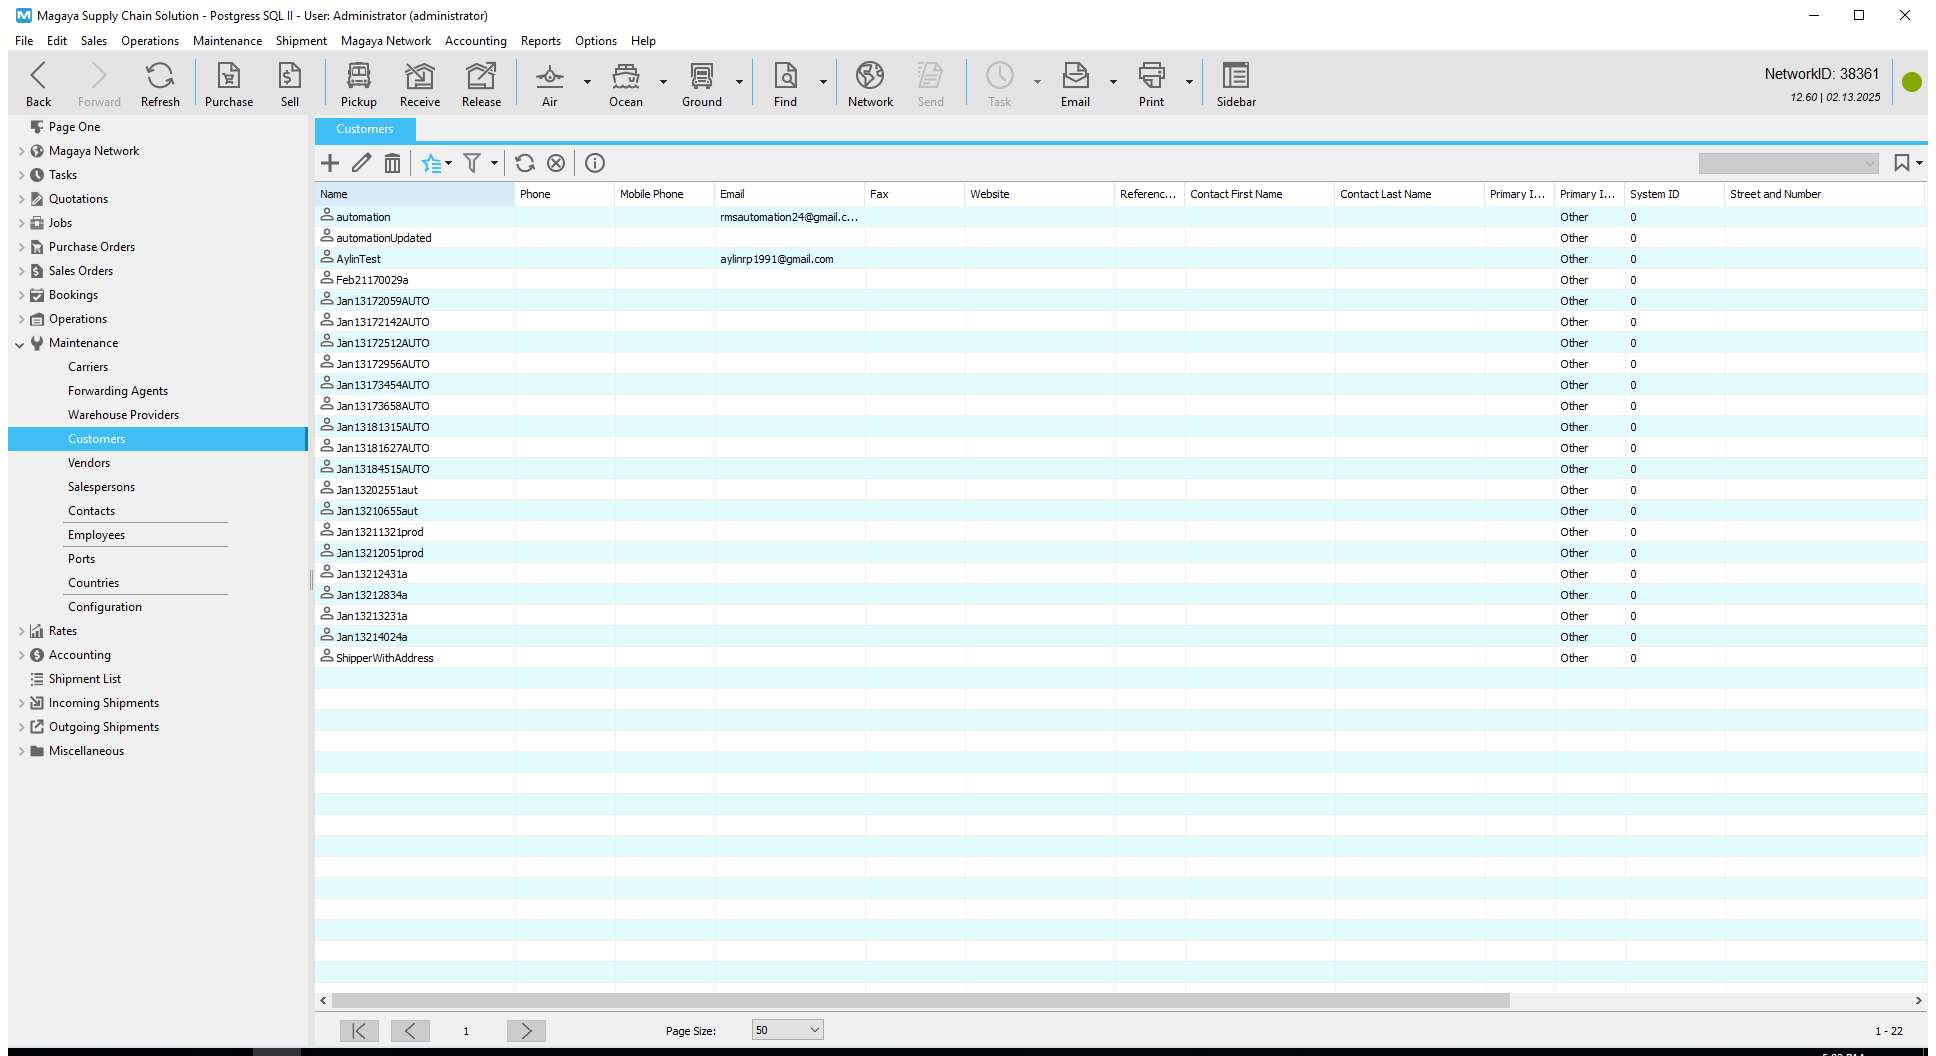 Magaya Supply Chain Solution - Postgress SQL II - User: Administrator (administrator)
File Edit Sales Operations Maintenance Shipment Magaya Network Accounting Reports Options Help
Back Forward Refresh Purchase Sell Pickup Receive Release Air Ocean Ground Find Network Send Task Email Print Sidebar
NetworkID: 38361
12.60 | 02.13.2025
Page One
Magaya Network
Tasks
Quotations
Jobs
Purchase Orders
Sales Orders
Bookings
Operations
Maintenance
Carriers
Forwarding Agents
Warehouse Providers
Customers
Vendors
Salespersons
Contacts
Employees
Ports
Countries
Configuration
Rates
Accounting
Shipment List
Incoming Shipments
Outgoing Shipments
Miscellaneous
Customers
Name Phone Mobile Phone Email Fax Website Referenc... Contact First Name Contact Last Name Primary I... Primary I... System ID Street and Number
automation rmsautomation24@gmail.c... Other 0
automationUpdated Other 0
AylinTest aylinrp1991@gmail.com Other 0
Feb21170029a Other 0
Jan13172059AUTO Other 0
Jan13172142AUTO Other 0
Jan13172512AUTO Other 0
Jan13172956AUTO Other 0
Jan13173454AUTO Other 0
Jan13173658AUTO Other 0
Jan13181315AUTO Other 0
Jan13181627AUTO Other 0
Jan13184515AUTO Other 0
Jan13202551aut Other 0
Jan13210655aut Other 0
Jan13211321prod Other 0
Jan13212051prod Other 0
Jan13212431a Other 0
Jan13212834a Other 0
Jan13213231a Other 0
Jan13214024a Other 0
ShipperWithAddress Other 0
1 Page Size: 50 1 - 22